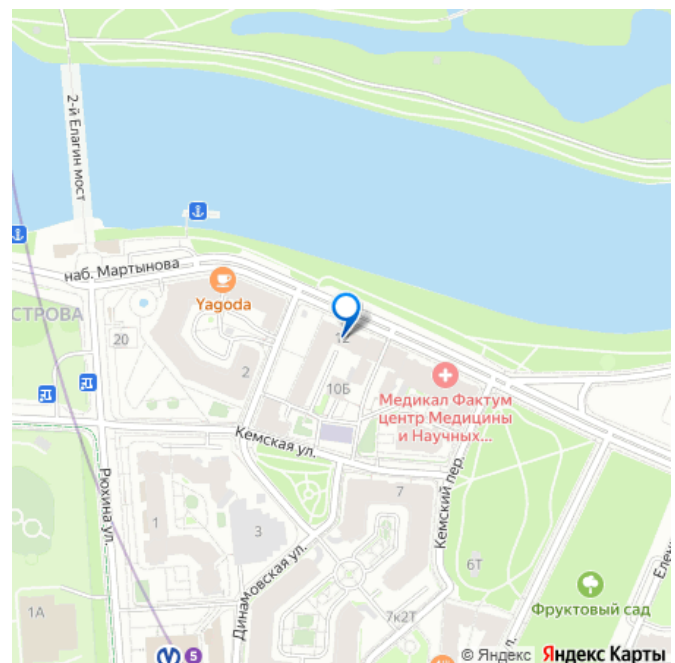 2-й Елагин мост
наб. Мартынова
Yagoda
СТРОВА
20
2
12
10Б
Медикал Фактум
центр Медицины
и Научных...
Кемская ул.
Кемский пер.
7
Рюхина ул.
1
3
Динамовская ул.
6Т
Фруктовый сад
1А
7к2Т
5
© Яндекс Яндекс Карты